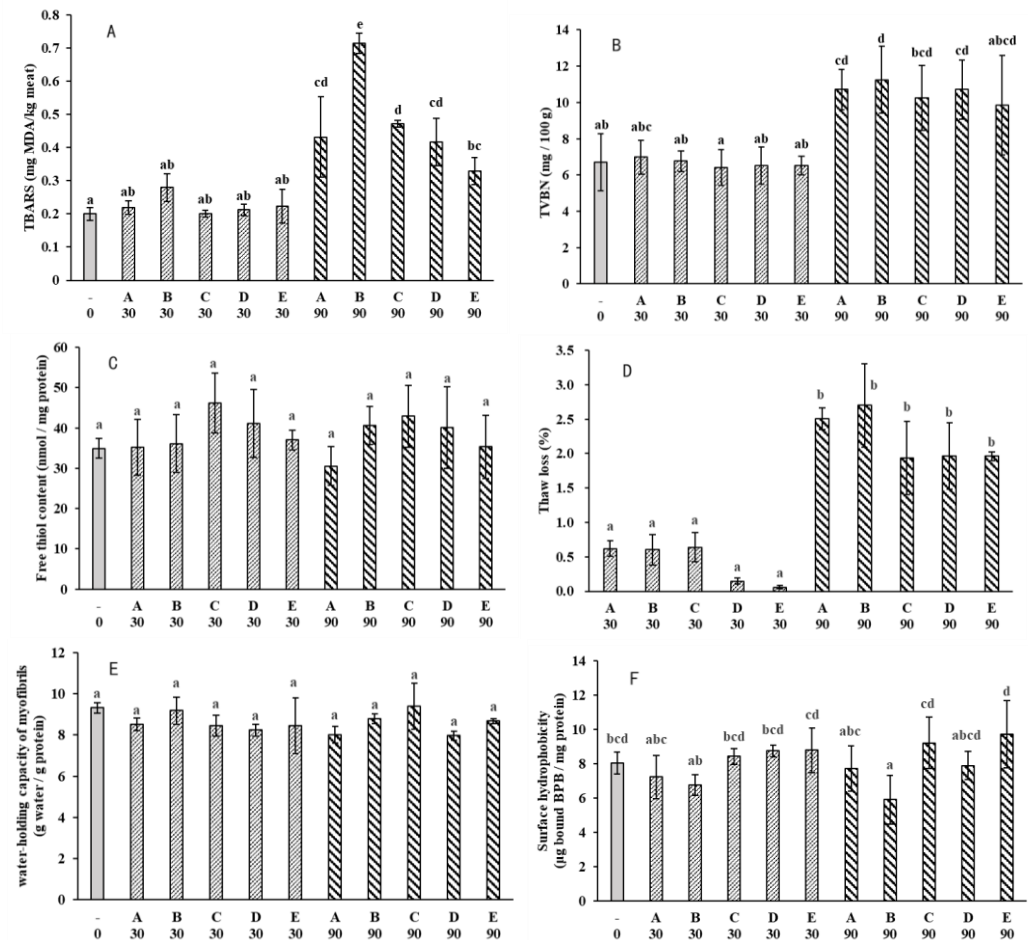 A
TBARS (mg MDA/kg meat)
0.8
0.7
0.6
0.5
0.4
0.3
0.2
0.1
0
a ab ab ab ab ab cd e d cd bc
- A B C D E A B C D E
0 30 30 30 30 30 90 90 90 90 90
B
TVBN (mg / 100 g)
14
12
10
8
6
4
2
0
ab abc ab a ab ab cd d bcd cd abcd
- A B C D E A B C D E
0 30 30 30 30 30 90 90 90 90 90
C
Free thiol content (nmol / mg protein)
60
50
40
30
20
10
0
a a a a a a a a a a a
- A B C D E A B C D E
0 30 30 30 30 30 90 90 90 90 90
D
Thaw loss (%)
3.5
3.0
2.5
2.0
1.5
1.0
0.5
0.0
a a a a a b b b b b
A B C D E A B C D E
30 30 30 30 30 90 90 90 90 90
E
water-holding capacity of myofibrils
(g water / g protein)
12
10
8
6
4
2
0
a a a a a a a a a a a
- A B C D E A B C D E
0 30 30 30 30 30 90 90 90 90 90
F
Surface hydrophobicity
(µg bound BPB / mg protein)
14
12
10
8
6
4
2
0
bcd abc ab cd cd cd abc a cd abcd d
- A B C D E A B C D E
0 30 30 30 30 30 90 90 90 90 90